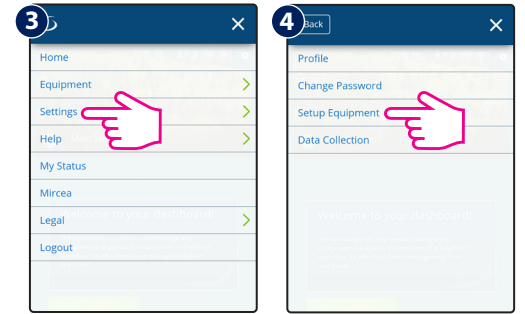 3
Home
Equipment
Settings
Help
My Status
Mircea
Legal
Logout
Welcome to your dashboard!
4
Back
Profile
Change Password
Setup Equipment
Data Collection
Welcome to your dashboard!